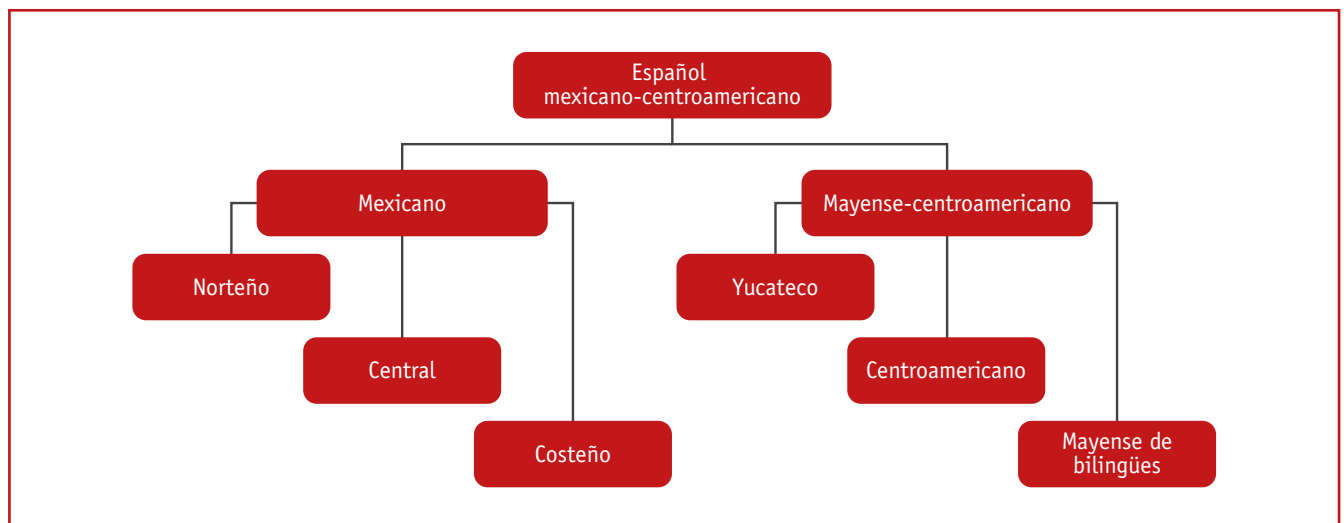 Español
mexicano-centroamericano
Mexicano
Mayense-centroamericano
Norteño
Yucateco
Central
Centroamericano
Costeño
Mayense de
bilingües